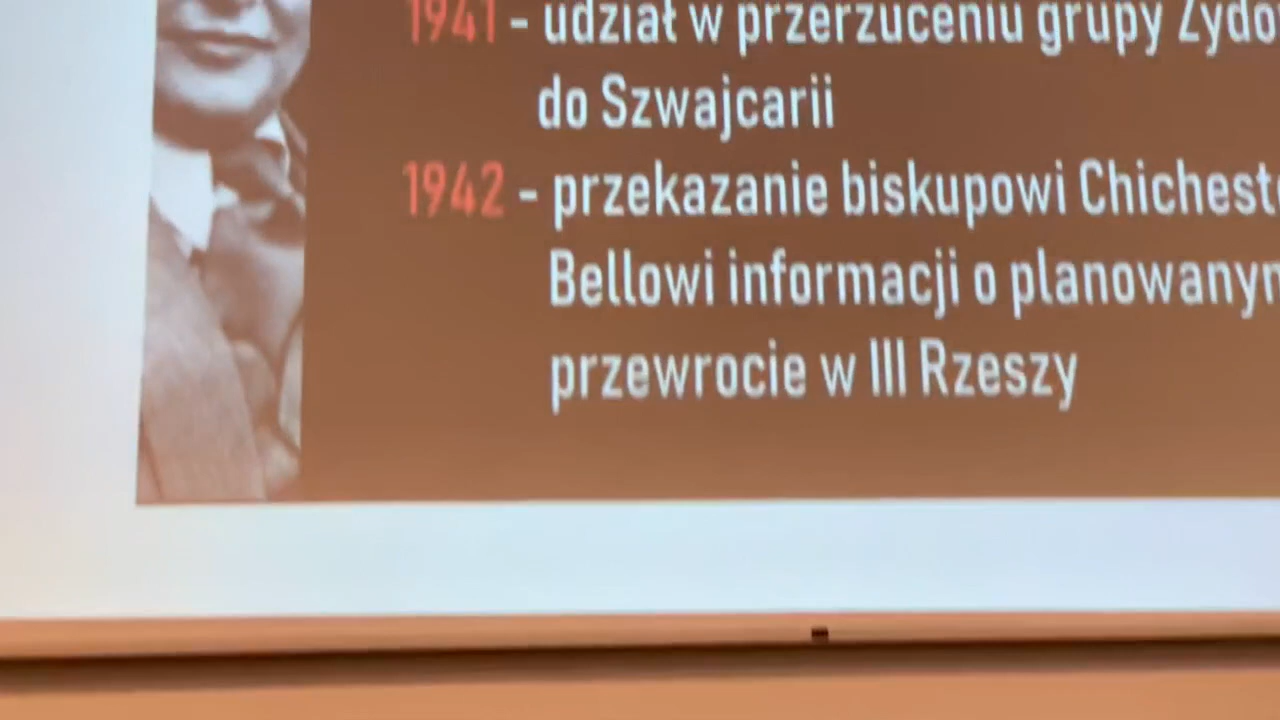 1941 - udział w przerzuceniu grupy
do Szwajcarii
1942 - przekazanie biskupowi
Bellowi informacji o
przewrocie w III Rzeszy